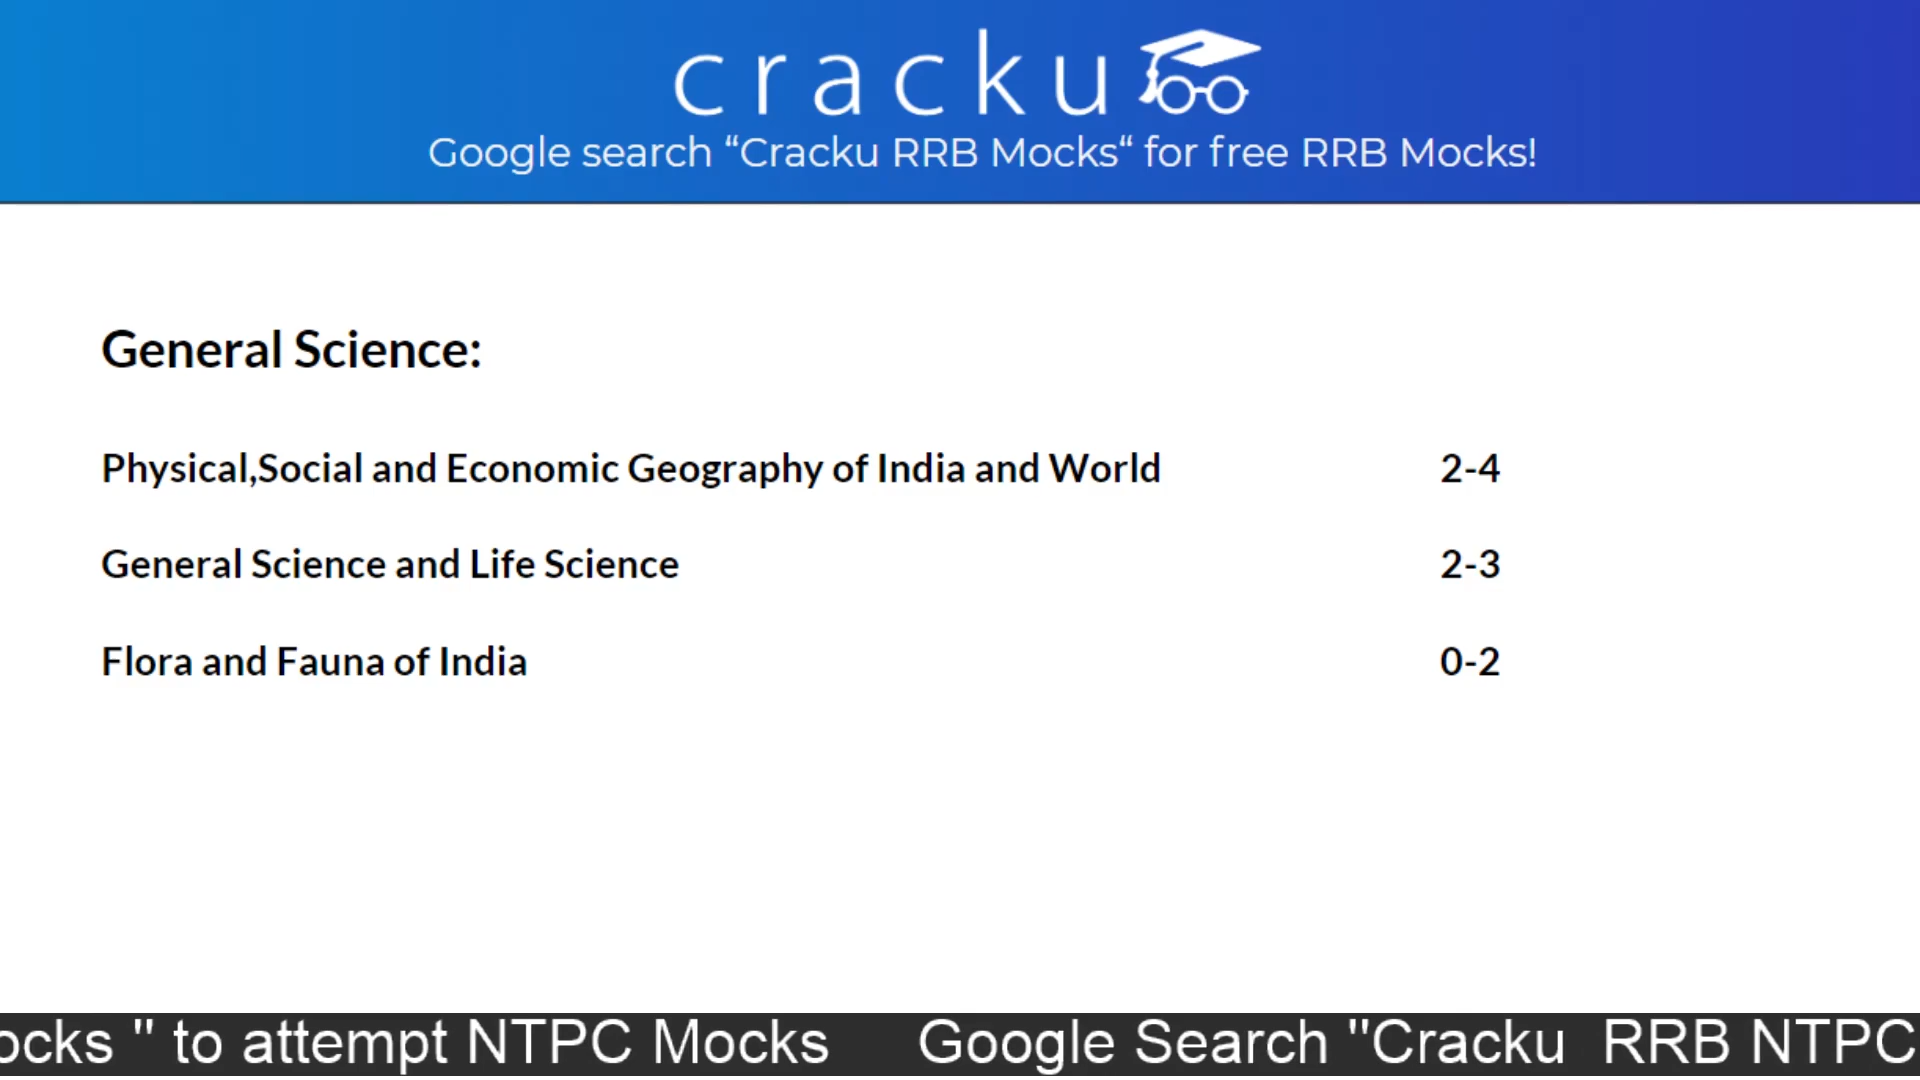 cracku
Google search “Cracku RRB Mocks“ for free RRB Mocks!
General Science:
Physical,Social and Economic Geography of India and World 2-4
General Science and Life Science 2-3
Flora and Fauna of India 0-2
ocks " to attempt NTPC Mocks Google Search "Cracku RRB NTPC